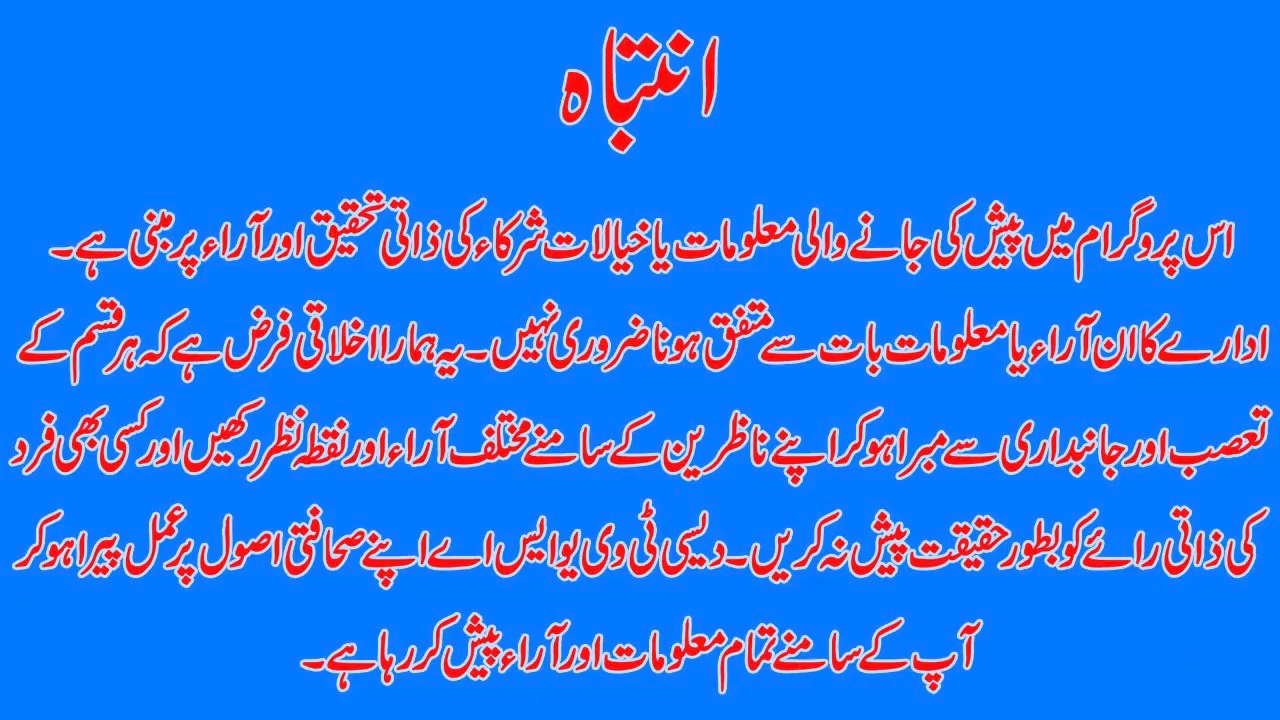 انتباہ
اس پروگرام میں پیش کی جانے والی معلومات یا خیالات شرکاء کی ذاتی تحقیق اور آراء پر مبنی ہے۔
ادارے کا ان آراء یا معلومات بات سے متفق ہونا ضروری نہیں۔ یہ ہمارا اخلاقی فرض ہے کہ ہر قسم کے
تعصب اور جانبداری سے مبرا ہو کر اپنے ناظرین کے سامنے مختلف آراء اور نقطہ نظر رکھیں اور کسی بھی فرد
کی ذاتی رائے کو بطور حقیقت پیش نہ کریں۔ دیسی ٹی وی یو ایس اے اپنے صحافتی اصول پر عمل پیرا ہو کر
آپ کے سامنے تمام معلومات اور آراء پیش کر رہا ہے۔